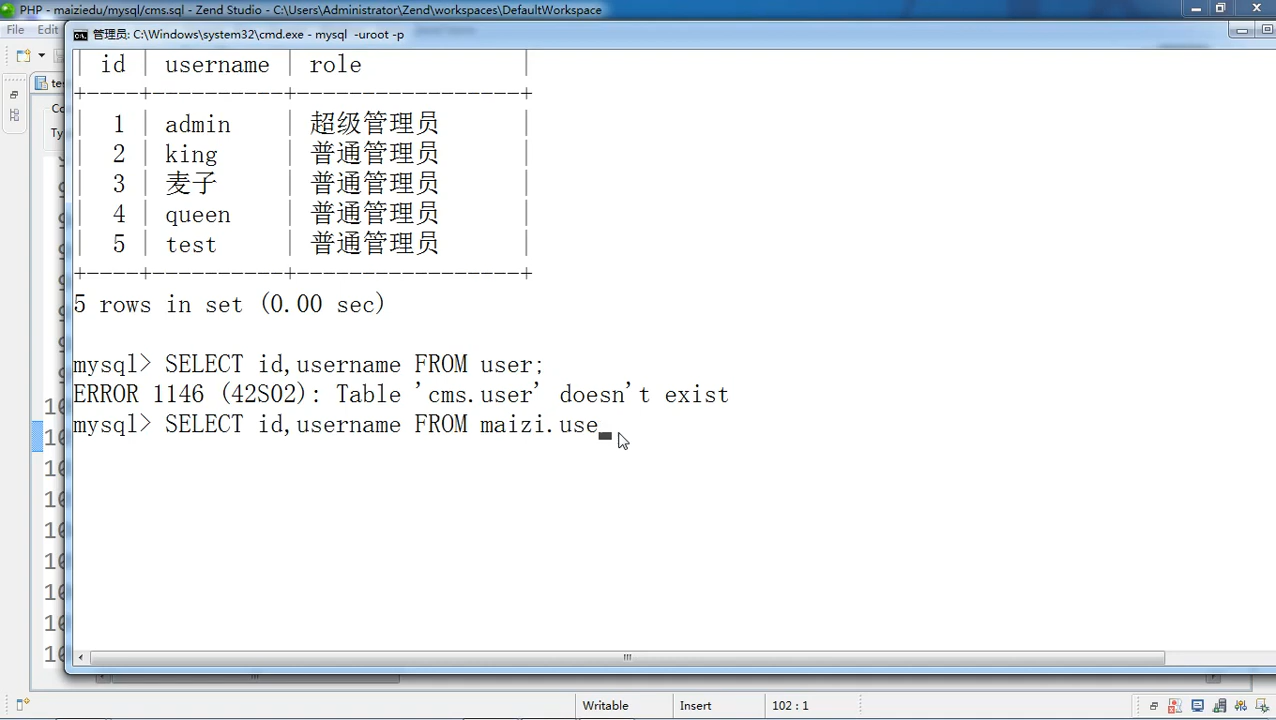 PHP - maiziedu/mysql/cms.sql - Zend Studio - C:\Users\Administrator\Zend\workspaces\DefaultWorkspace
File Edit
管理员: C:\Windows\system32\cmd.exe - mysql -uroot -p
| id | username | role |
+----+----------+-----------------+
| 1 | admin | 超级管理员 |
| 2 | king | 普通管理员 |
| 3 | 麦子 | 普通管理员 |
| 4 | queen | 普通管理员 |
| 5 | test | 普通管理员 |
+----+----------+-----------------+
5 rows in set (0.00 sec)
mysql> SELECT id,username FROM user;
ERROR 1146 (42S02): Table 'cms.user' doesn't exist
mysql> SELECT id,username FROM maizi.use
Writable Insert 102 : 1